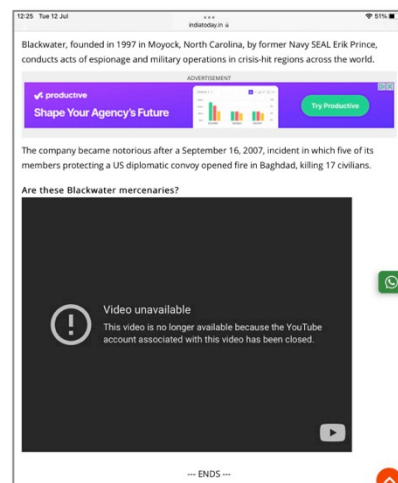 12:25 Tue 12 Jul
51%
indiatoday.in
Blackwater, founded in 1997 in Moyock, North Carolina, by former Navy SEAL Erik Prince,
conducts acts of espionage and military operations in crisis-hit regions across the world.
ADVERTISEMENT
productive
Shape Your Agency's Future
Try Productive
The company became notorious after a September 16, 2007, incident in which five of its
members protecting a US diplomatic convoy opened fire in Baghdad, killing 17 civilians.
Are these Blackwater mercenaries?
Video unavailable
This video is no longer available because the YouTube
account associated with this video has been closed.
--- ENDS ---